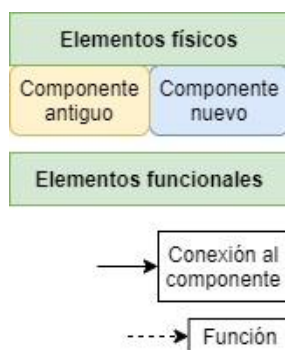 Elementos físicos
Componente
antiguo
Componente
nuevo
Elementos funcionales
Conexión al
componente
Función